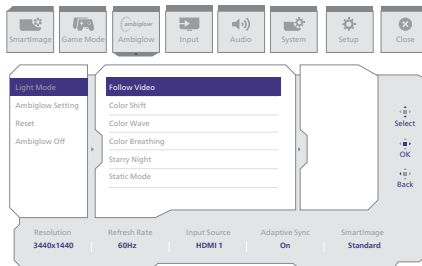 ambiglow
SmartImage Game Mode Ambiglow Input Audio System Setup Close
Light Mode Follow Video
Ambiglow Setting Color Shift
Reset Color Wave
Ambiglow Off Color Breathing
Starry Night
Static Mode
Select
OK
Back
Resolution Refresh Rate Input Source Adaptive Sync SmartImage
3440x1440 60Hz HDMI 1 On Standard